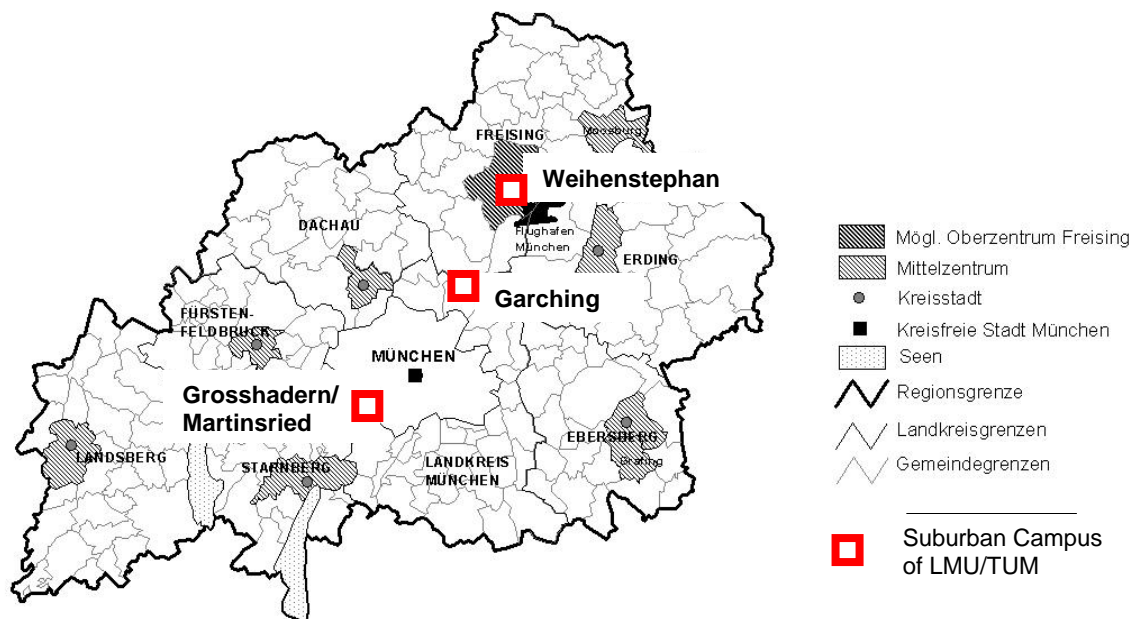 Moosburg
FREISING
Weihenstephan
DACHAU
Flughafen
München
ERDING
Garching
FÜRSTEN-
FELDBRUCK
MÜNCHEN
Grosshadern/
Martinsried
EBERSBERG
LANDSBERG
STARNBERG
LANDKREIS
MÜNCHEN
Grafing
Mögl. Oberzentrum Freising
Mittelzentrum
Kreisstadt
Kreisfreie Stadt München
Seen
Regionsgrenze
Landkreisgrenzen
Gemeindegrenzen
Suburban Campus
of LMU/TUM